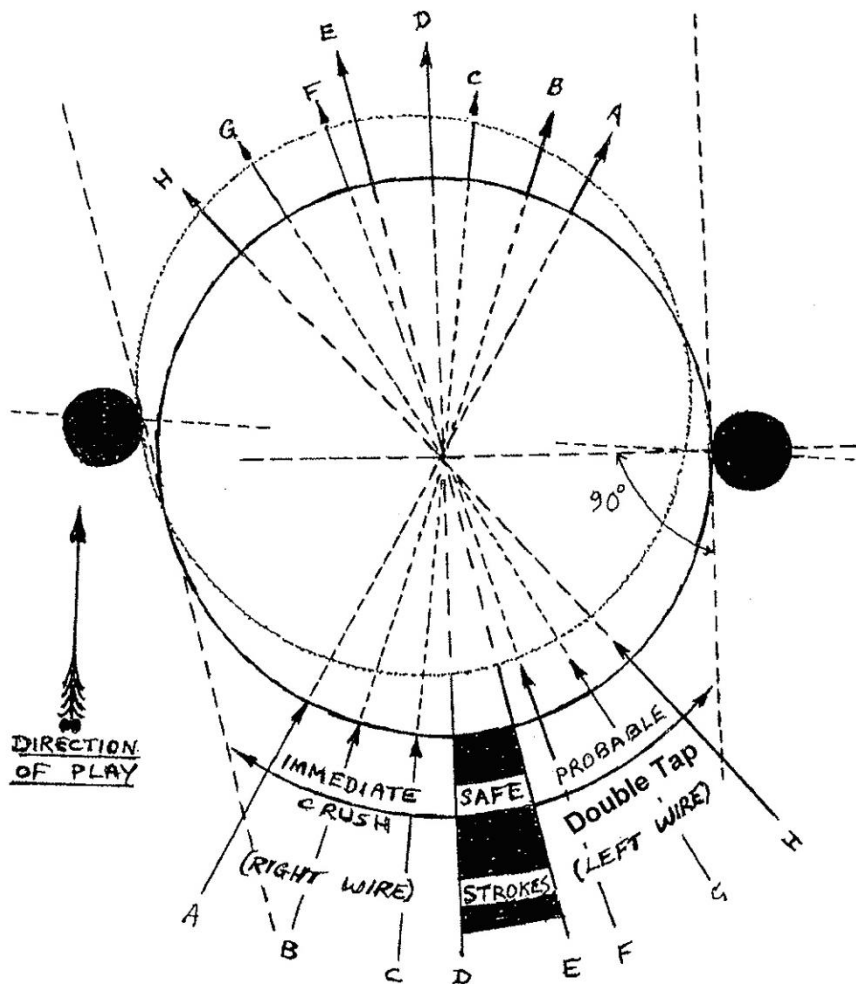 E
D
F
C
B
A
G
H
90°
DIRECTION
OF PLAY
IMMEDIATE
CRUSH
(RIGHT WIRE)
SAFE
STROKES
PROBABLE
Double Tap
(LEFT WIRE)
A
B
C
D
E
F
G
H